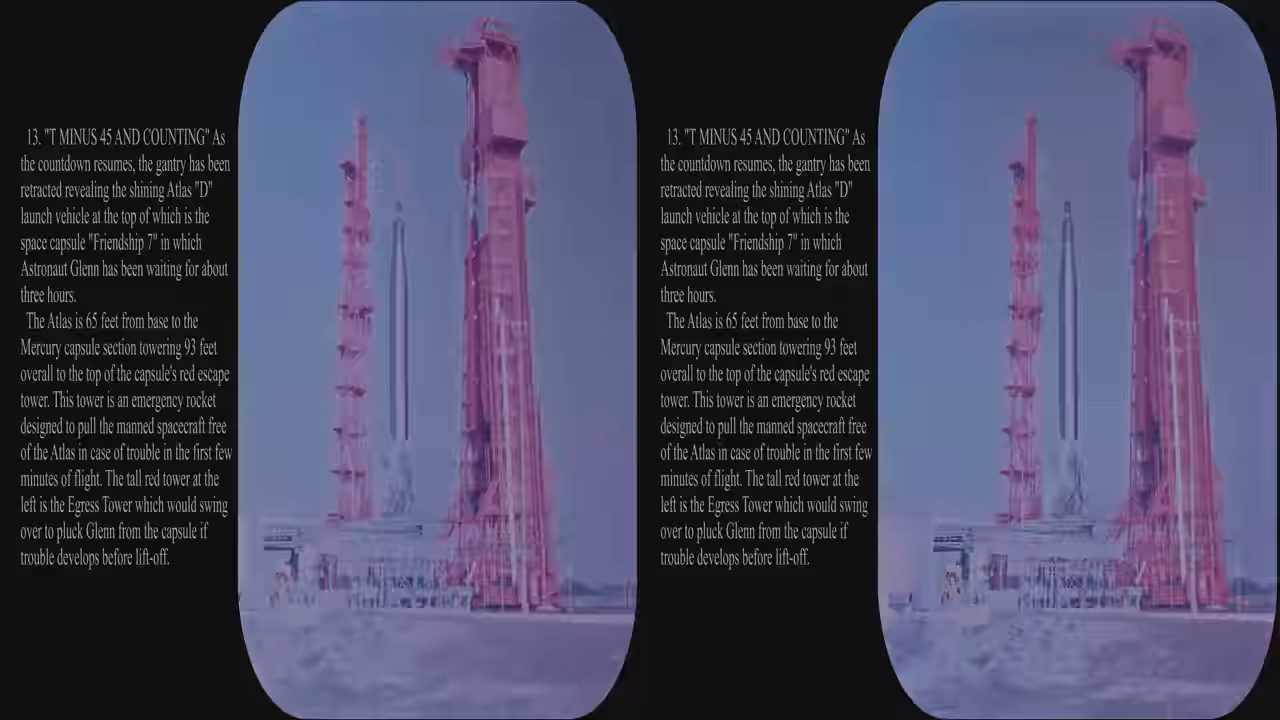 13. "T MINUS 45 AND COUNTING" As
the countdown resumes, the gantry has been
retracted revealing the shining Atlas "D"
launch vehicle at the top of which is the
space capsule "Friendship 7" in which
Astronaut Glenn has been waiting for about
three hours.
The Atlas is 65 feet from base to the
Mercury capsule section towering 93 feet
overall to the top of the capsule's red escape
tower. This tower is an emergency rocket
designed to pull the manned spacecraft free
of the Atlas in case of trouble in the first few
minutes of flight. The tall red tower at the
left is the Egress Tower which would swing
over to pluck Glenn from the capsule if
trouble develops before lift-off.
13. "T MINUS 45 AND COUNTING" As
the countdown resumes, the gantry has been
retracted revealing the shining Atlas "D"
launch vehicle at the top of which is the
space capsule "Friendship 7" in which
Astronaut Glenn has been waiting for about
three hours.
The Atlas is 65 feet from base to the
Mercury capsule section towering 93 feet
overall to the top of the capsule's red escape
tower. This tower is an emergency rocket
designed to pull the manned spacecraft free
of the Atlas in case of trouble in the first few
minutes of flight. The tall red tower at the
left is the Egress Tower which would swing
over to pluck Glenn from the capsule if
trouble develops before lift-off.